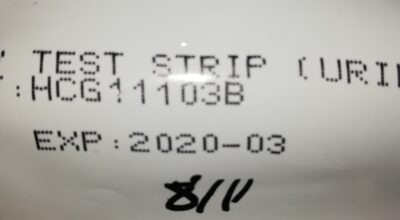 TEST STRIP (URI
:HCG11103B
EXP:2020-03
8/11